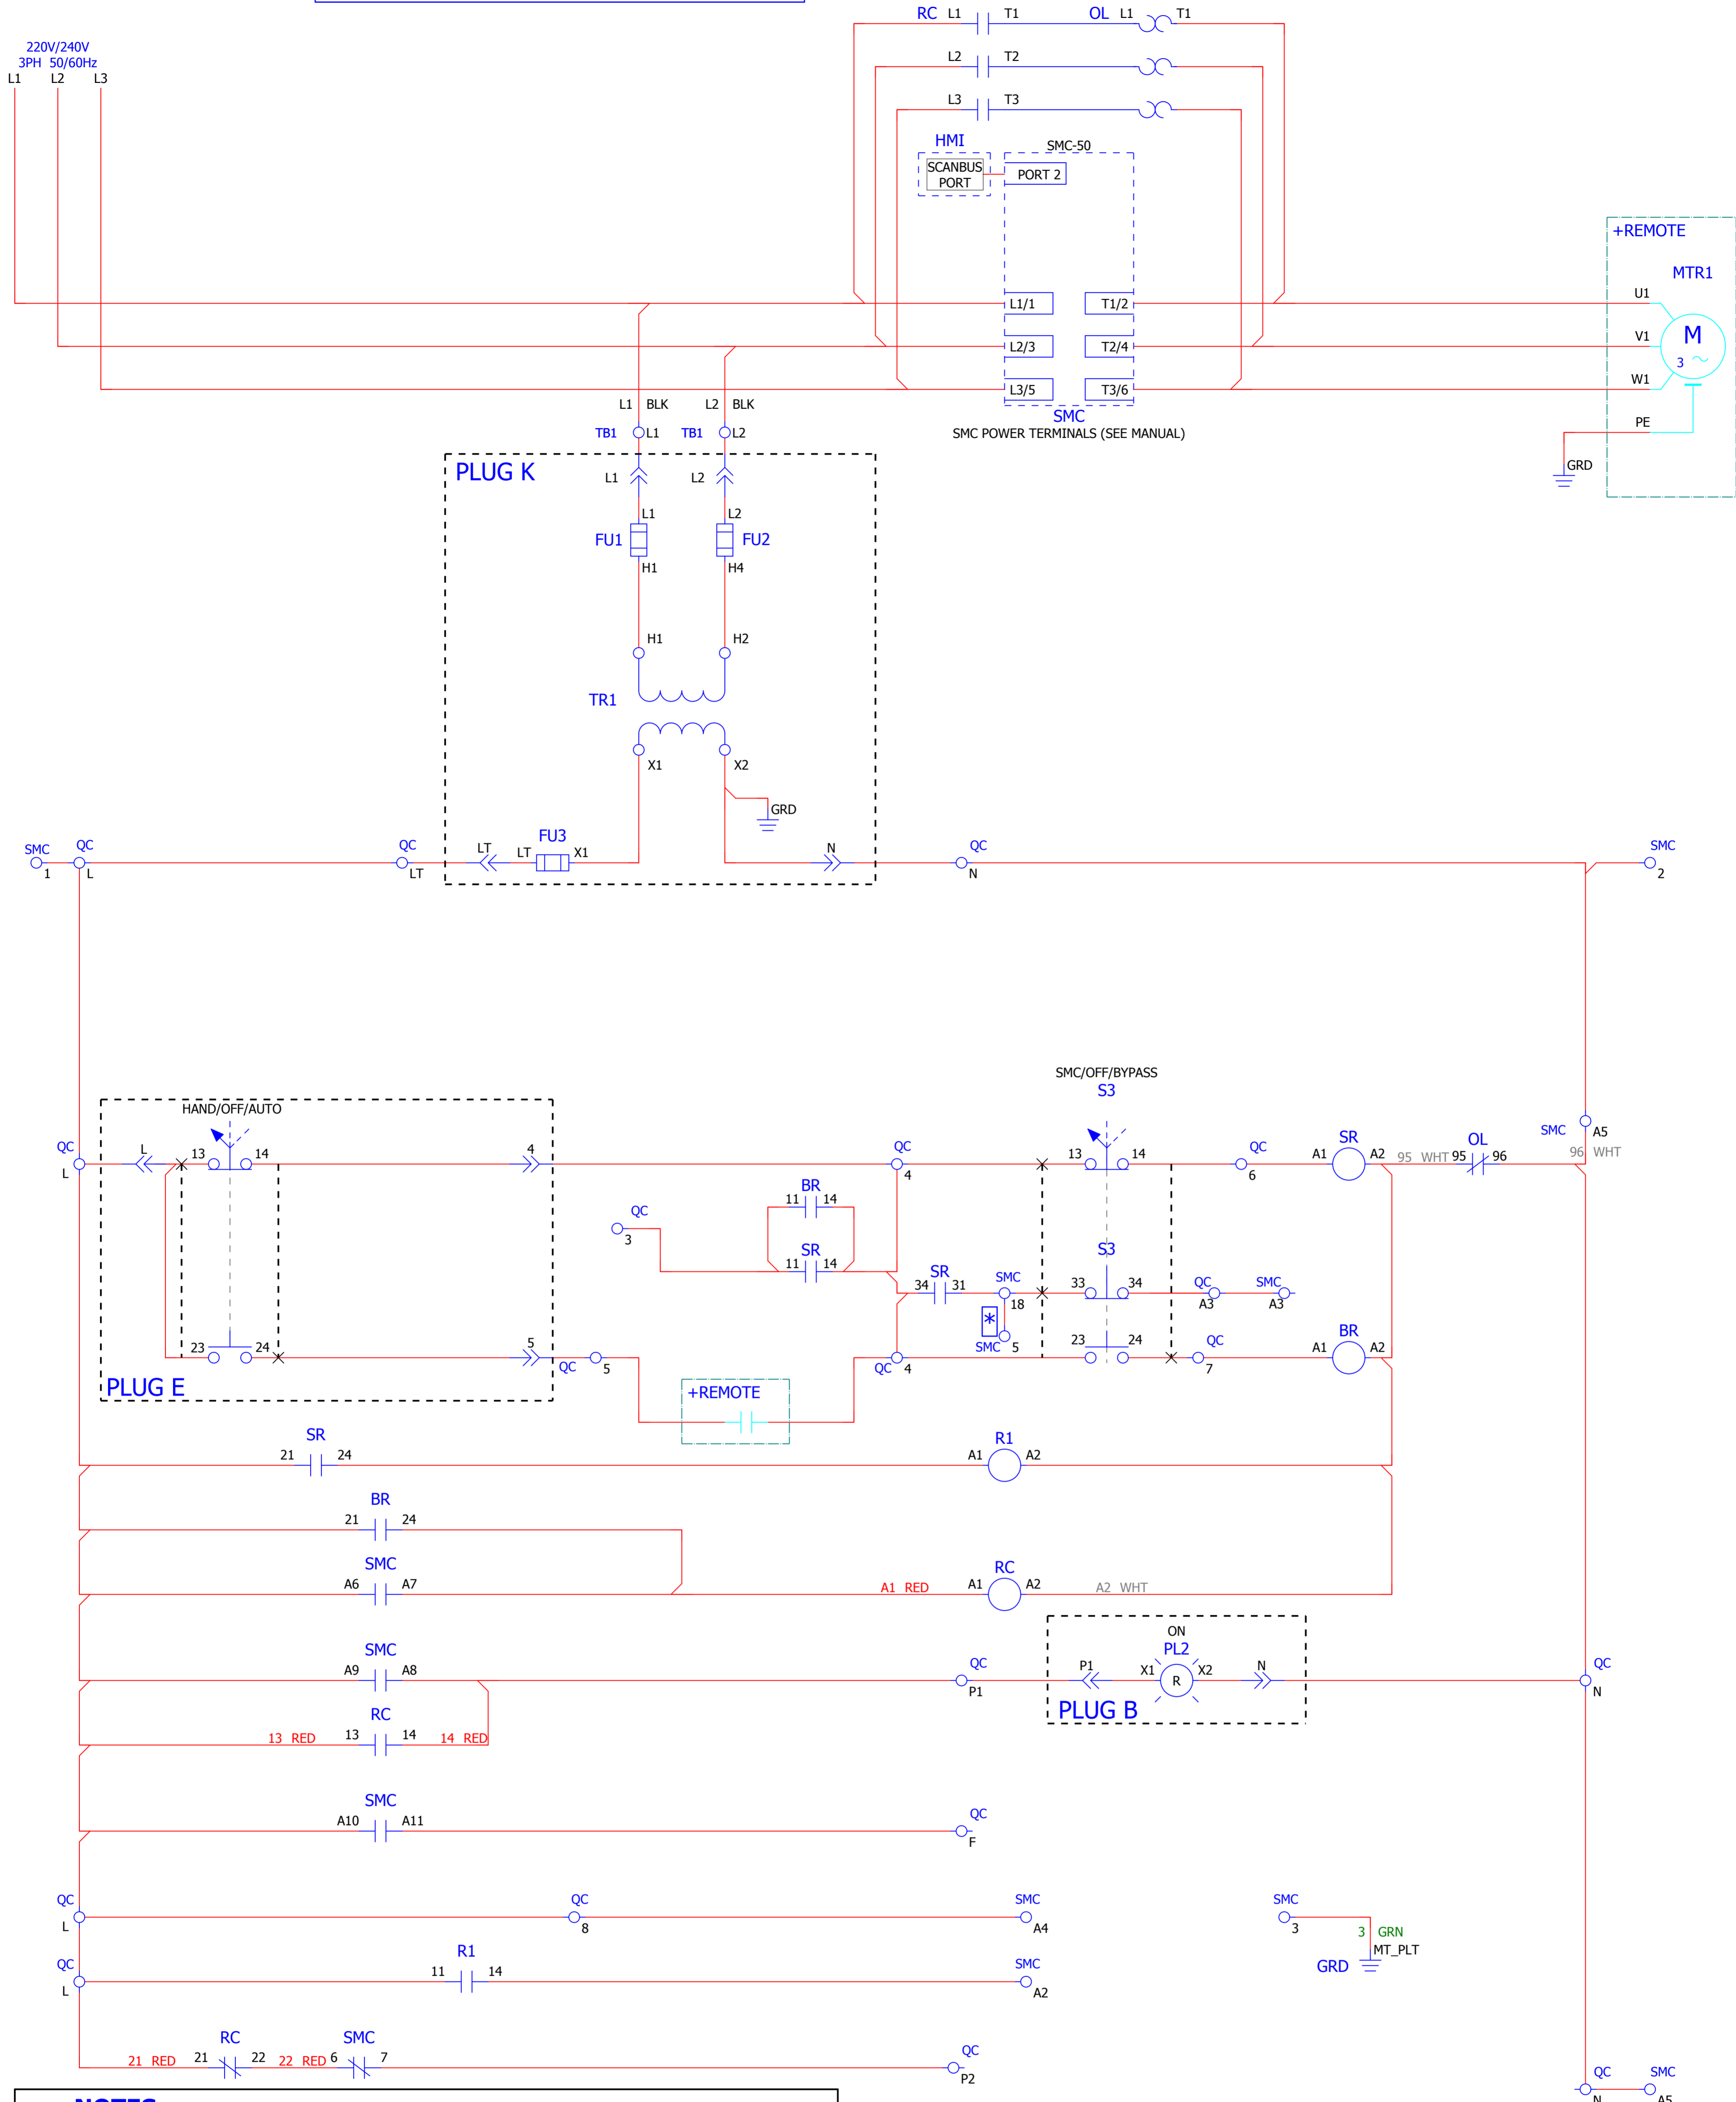 RC L1 T1 OL L1 T1
220V/240V
3PH 50/60Hz
L1 L2 L3
L2 T2
L3 T3
HMI
SMC-50
SCANBUS
PORT
PORT 2
+REMOTE
MTR1
L1/1 T1/2 U1
L2/3 T2/4 V1
M
3
L3/5 T3/6 W1
L1 BLK L2 BLK
SMC
PE
TB1 L1 TB1 L2
SMC POWER TERMINALS (SEE MANUAL)
PLUG K
GRD
L1 L2
L1 L2
FU1 FU2
H1 H4
H1 H2
TR1
X1 X2
GRD
SMC QC QC FU3 N QC SMC
LT LT X1
1 L LT N 2
SMC/OFF/BYPASS
S3
HAND/OFF/AUTO
SMC A5
QC L 13 14 4 QC 13 14 QC SR OL
A1 A2 95 WHT 95 96 96 WHT
L 4 6
BR
11 14
QC
3
SR
11 14
S3
SR SMC QC SMC
34 31 33 34
18 A3 A3
*
SMC 5
23 24 5 23 24 QC BR
A1 A2
QC 5 QC 4 7
PLUG E
+REMOTE
SR R1
21 24 A1 A2
BR
21 24
SMC RC
A6 A7 A1 RED A1 A2 A2 WHT
ON
SMC PL2
A9 A8 QC P1 X1 R X2 N QC
P1 N
PLUG B
RC
13 RED 13 14 14 RED
SMC
A10 A11 QC
F
QC QC SMC SMC
L 8 A4 3
3 GRN
MT_PLT
GRD
QC R1 SMC
11 14
L A2
RC SMC
21 RED 21 22 22 RED 6 7 QC
P2
QC SMC
N A5
NOTES